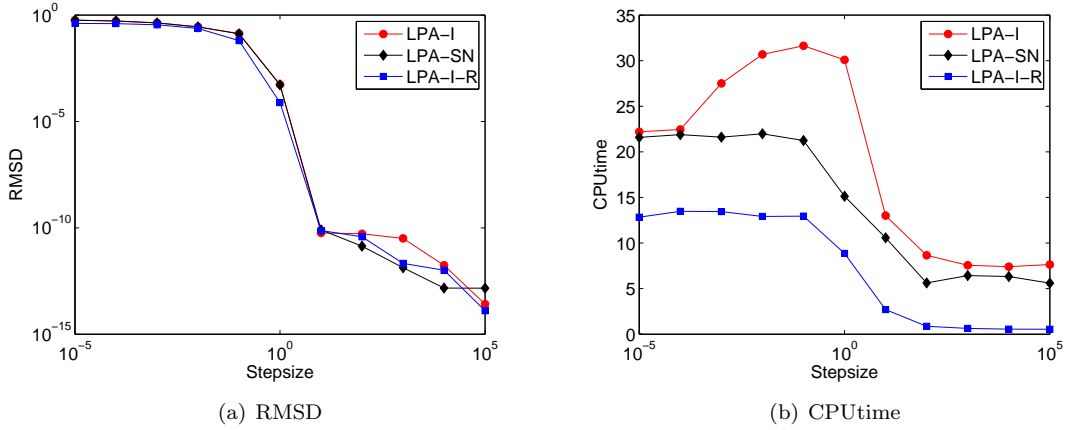 10^0
10^−5
10^−10
10^−15
RMSD
10^−5
10^0
10^5
Stepsize
LPA−I
LPA−SN
LPA−I−R
(a) RMSD
35
30
25
20
15
10
5
0
CPUtime
10^−5
10^0
10^5
Stepsize
LPA−I
LPA−SN
LPA−I−R
(b) CPUtime